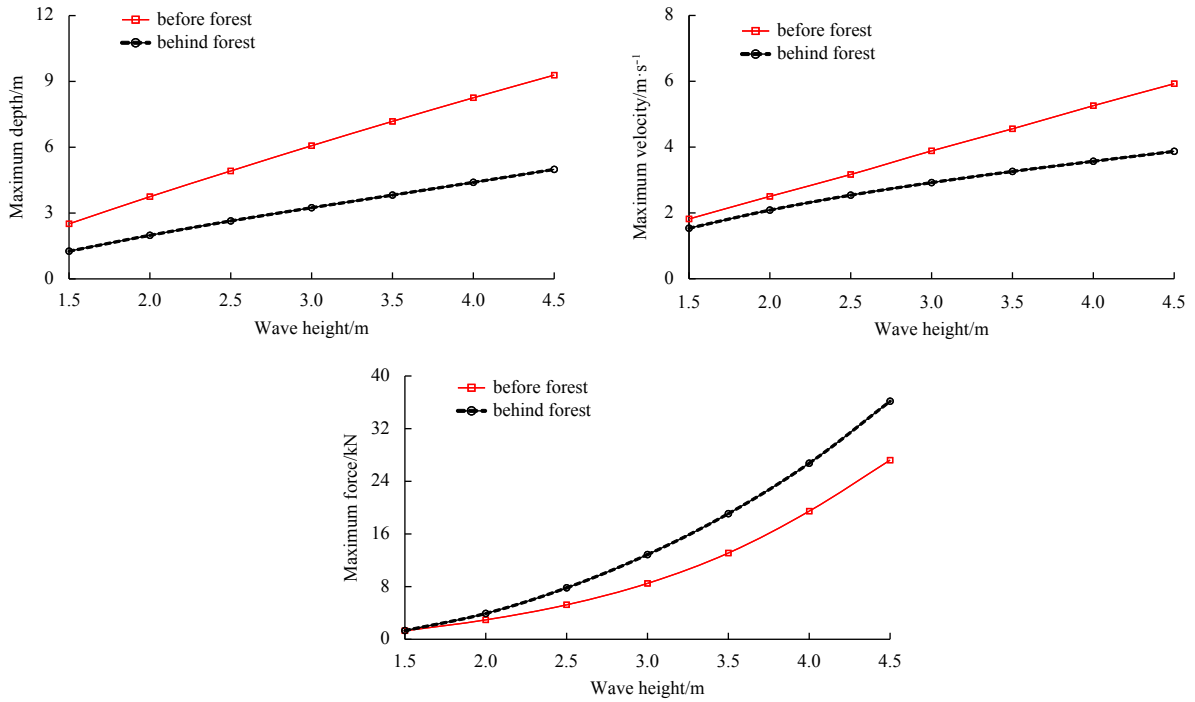 before forest
behind forest
Maximum depth/m
12
9
6
3
0
1.5 2.0 2.5 3.0 3.5 4.0 4.5
Wave height/m
before forest
behind forest
Maximum velocity/m·s⁻¹
8
6
4
2
0
1.5 2.0 2.5 3.0 3.5 4.0 4.5
Wave height/m
before forest
behind forest
Maximum force/kN
40
32
24
16
8
0
1.5 2.0 2.5 3.0 3.5 4.0 4.5
Wave height/m